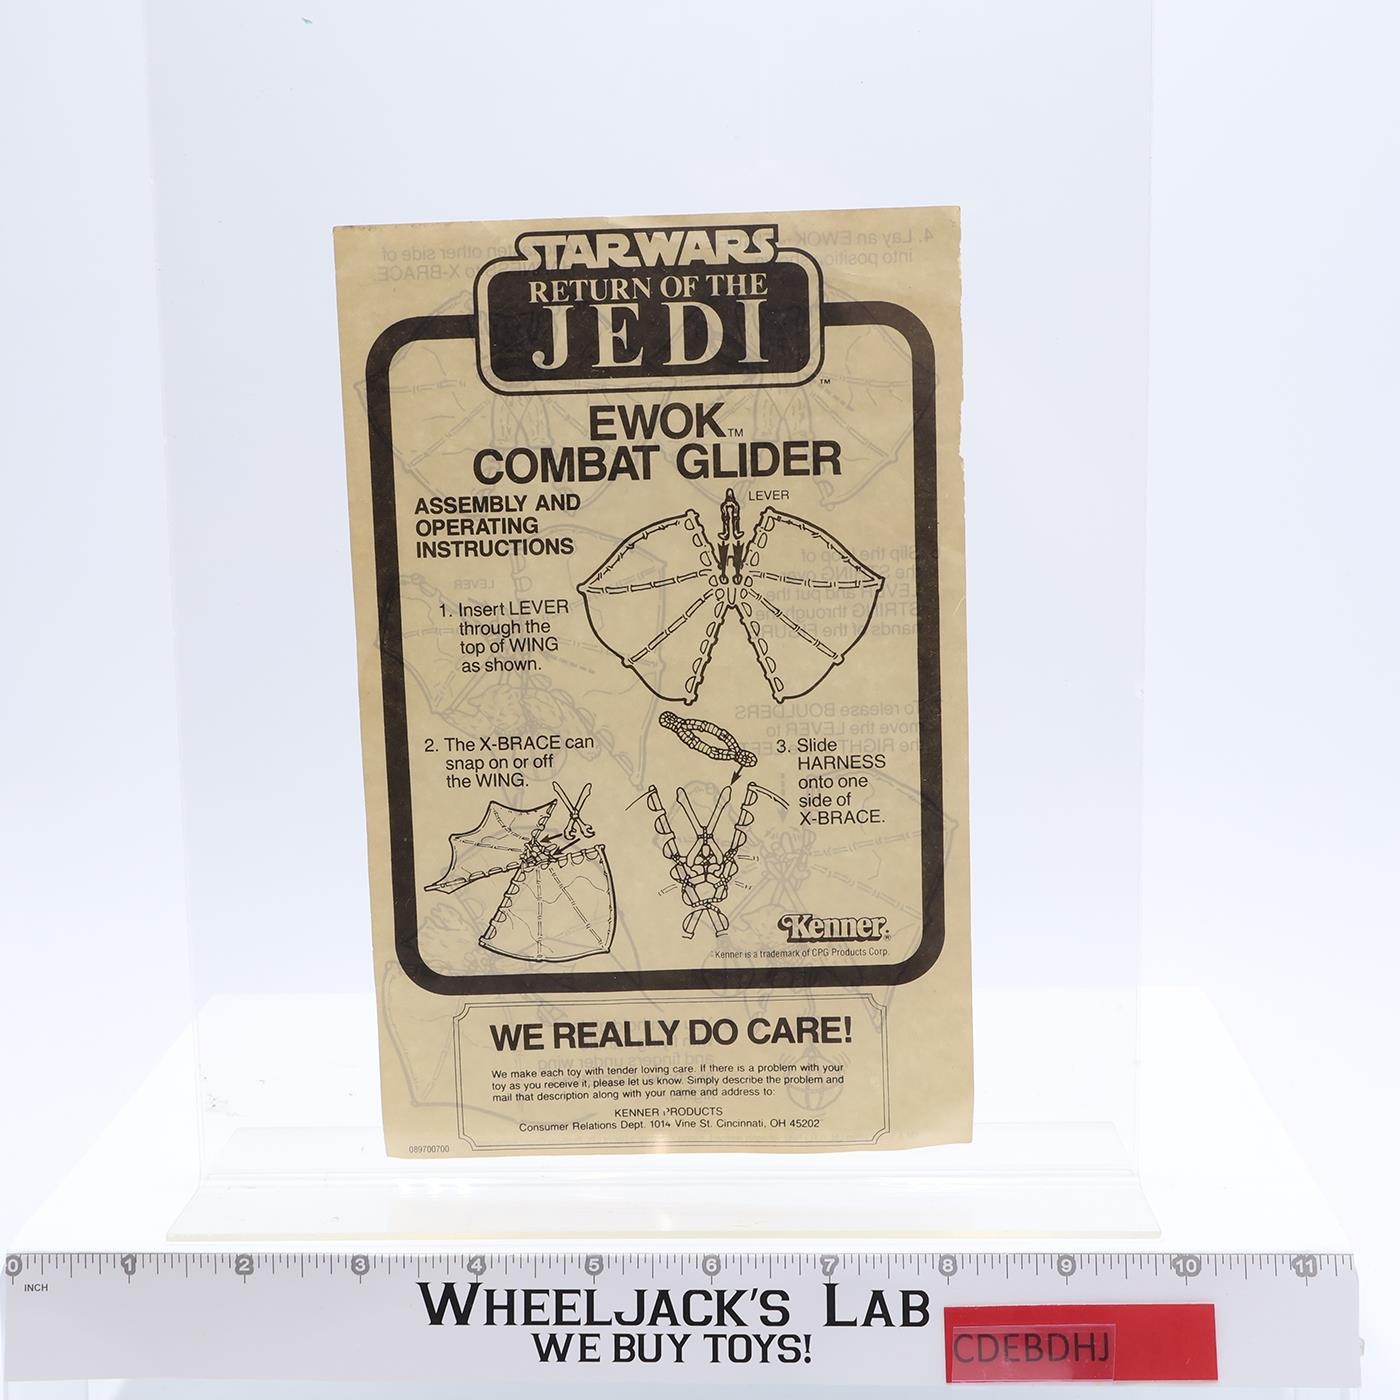 STAR WARS
RETURN OF THE
JEDI
TM
EWOK TM
COMBAT GLIDER
ASSEMBLY AND
OPERATING
INSTRUCTIONS
LEVER
1. Insert LEVER
through the
top of WING
as shown.
2. The X-BRACE can
snap on or off
the WING.
3. Slide
HARNESS
onto one
side of
X-BRACE.
Kenner®
Kenner is a trademark of CPG Products Corp.
WE REALLY DO CARE!
We make each toy with tender loving care. If there is a problem with your
toy as you receive it, please let us know. Simply describe the problem and
mail that description along with your name and address to:
KENNER PRODUCTS
Consumer Relations Dept. 1014 Vine St. Cincinnati, OH 45202
089700700
0 1 2 3 4 5 6 7 8 9 10 11
INCH
WHEELJACK'S LAB
WE BUY TOYS!
CDEBDHJ